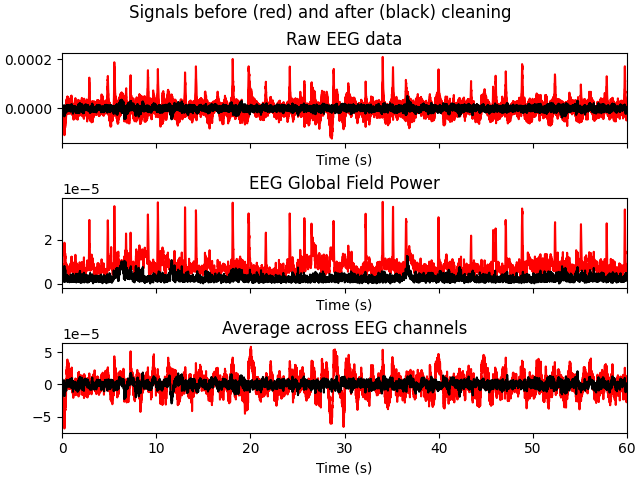 Signals before (red) and after (black) cleaning
Raw EEG data
0.0002
0.0000
Time (s)
EEG Global Field Power
1e−5
2
0
Time (s)
Average across EEG channels
1e−5
5
0
−5
0 10 20 30 40 50 60
Time (s)